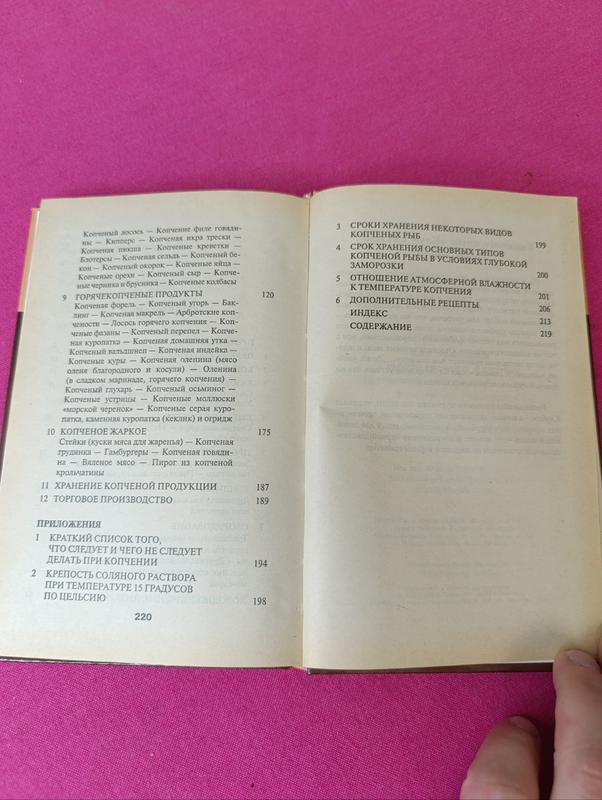 Копченый лосось — Копчение филе говяди-
ны — Кипперс — Копченая икра трески —
Копченая пикша — Копченые креветки —
Блотерсы — Копченая сельдь — Копченый бе-
кон — Копченый окорок — Копченые яйца —
Копченые орехи — Копченый сыр — Копче-
ные черника и брусника — Копченые колбасы
9 ГОРЯЧЕКОПЧЕНЫЕ ПРОДУКТЫ 120
Копченая форель — Копченый угорь — Бак-
линг — Копченая макрель — Арбротские коп-
чености — Лосось горячего копчения — Коп-
ченые фазаны — Копченый перепел — Копче-
ная куропатка — Копченая домашняя утка —
Копченый вальдшнеп — Копченая индейка —
Копченые куры — Копченая оленина (мясо
оленя благородного и косули) — Оленина
(в сладком маринаде, горячего копчения) —
Копченый глухарь — Копченый осьминог —
Копченые устрицы — Копченые моллюски
«морской черенок» — Копченые серая куро-
патка, каменная куропатка (кеклик) и огридж
10 КОПЧЕНОЕ ЖАРКОЕ 175
Стейки (куски мяса для жаренья) — Копченая
грудинка — Гамбургеры — Копченая говяди-
на — Вяленое мясо — Пирог из копченой
крольчатины
11 ХРАНЕНИЕ КОПЧЕНОЙ ПРОДУКЦИИ 187
12 ТОРГОВОЕ ПРОИЗВОДСТВО 189
ПРИЛОЖЕНИЯ
1 КРАТКИЙ СПИСОК ТОГО,
ЧТО СЛЕДУЕТ И ЧЕГО НЕ СЛЕДУЕТ
ДЕЛАТЬ ПРИ КОПЧЕНИИ 194
2 КРЕПОСТЬ СОЛЯНОГО РАСТВОРА
ПРИ ТЕМПЕРАТУРЕ 15 ГРАДУСОВ
ПО ЦЕЛЬСИЮ 198
220
3 СРОКИ ХРАНЕНИЯ НЕКОТОРЫХ ВИДОВ
КОПЧЕНЫХ РЫБ 199
4 СРОК ХРАНЕНИЯ ОСНОВНЫХ ТИПОВ
КОПЧЕНОЙ РЫБЫ В УСЛОВИЯХ ГЛУБОКОЙ
ЗАМОРОЗКИ 200
5 ОТНОШЕНИЕ АТМОСФЕРНОЙ ВЛАЖНОСТИ
К ТЕМПЕРАТУРЕ КОПЧЕНИЯ 201
6 ДОПОЛНИТЕЛЬНЫЕ РЕЦЕПТЫ 206
ИНДЕКС 213
СОДЕРЖАНИЕ 219